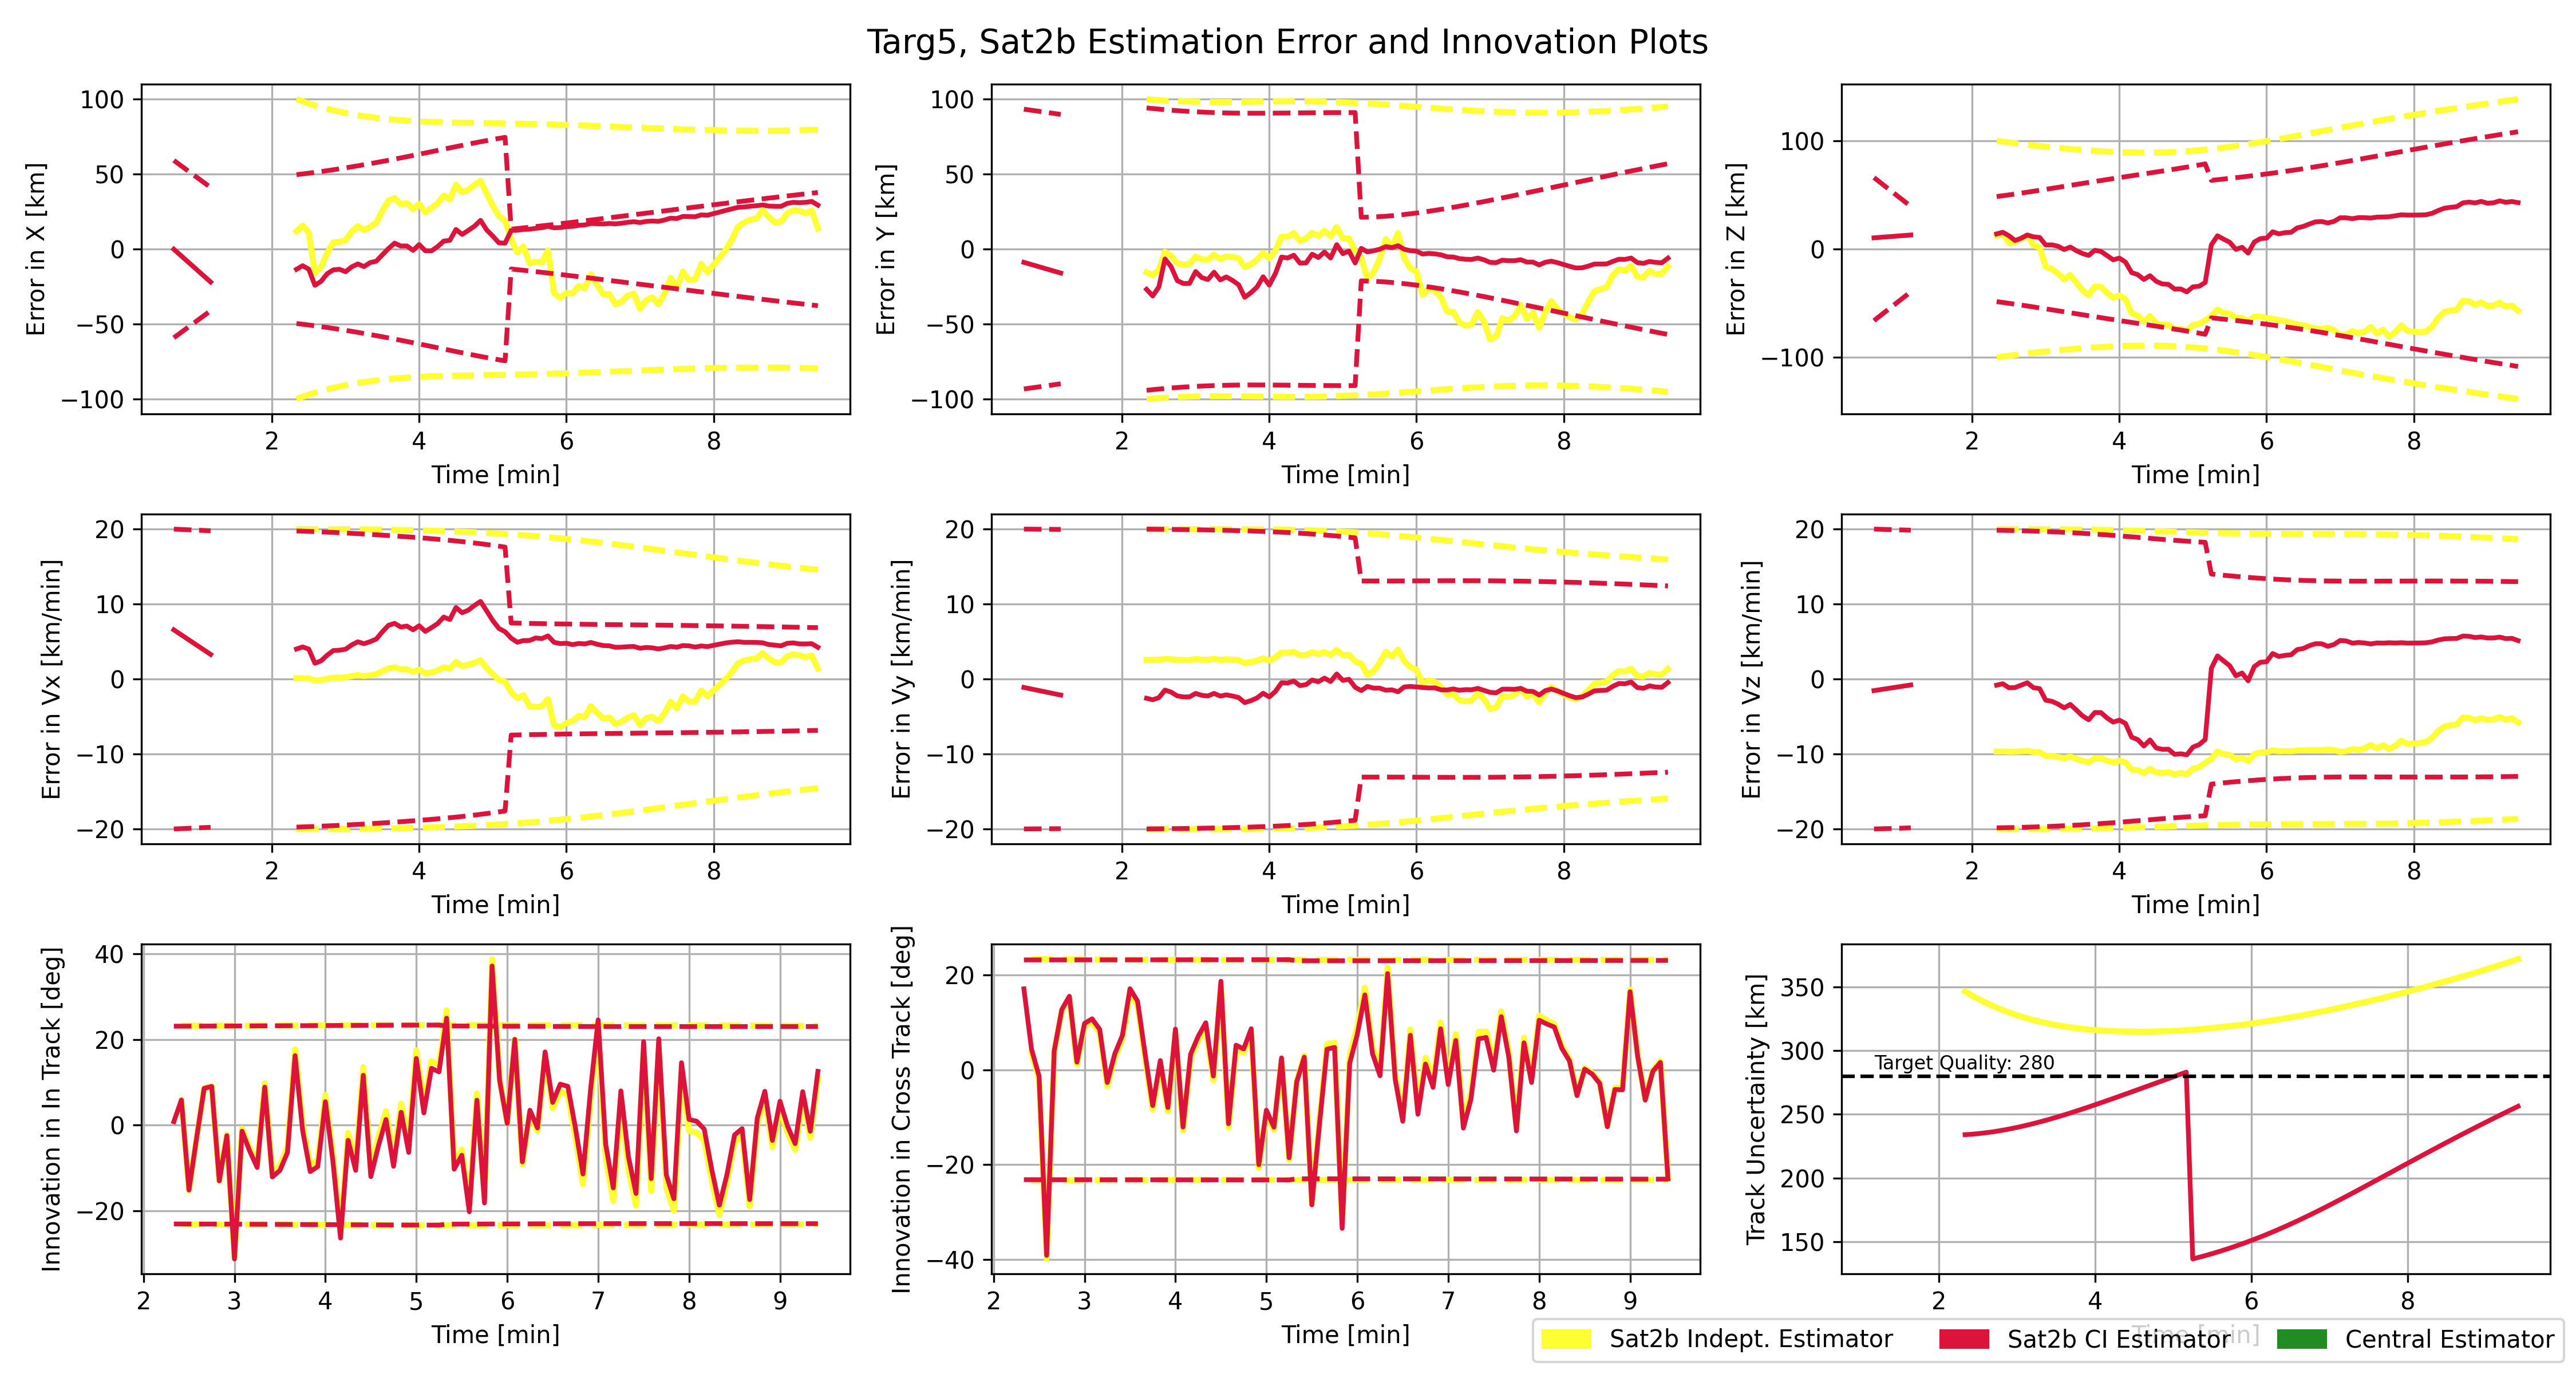 Targ5, Sat2b Estimation Error and Innovation Plots
Error in X [km]
100
50
0
−50
−100
2 4 6 8
Time [min]
Error in Y [km]
100
50
0
−50
−100
2 4 6 8
Time [min]
Error in Z [km]
100
0
−100
2 4 6 8
Time [min]
Error in Vx [km/min]
20
10
0
−10
−20
2 4 6 8
Time [min]
Error in Vy [km/min]
20
10
0
−10
−20
2 4 6 8
Time [min]
Error in Vz [km/min]
20
10
0
−10
−20
2 4 6 8
Time [min]
Innovation in In Track [deg]
40
20
0
−20
2 3 4 5 6 7 8 9
Time [min]
Innovation in Cross Track [deg]
20
0
−20
−40
2 3 4 5 6 7 8 9
Time [min]
Track Uncertainty [km]
350
300
250
200
150
Target Quality: 280
2 4 6 8
Time [min]
Sat2b Indept. Estimator Sat2b CI Estimator Central Estimator